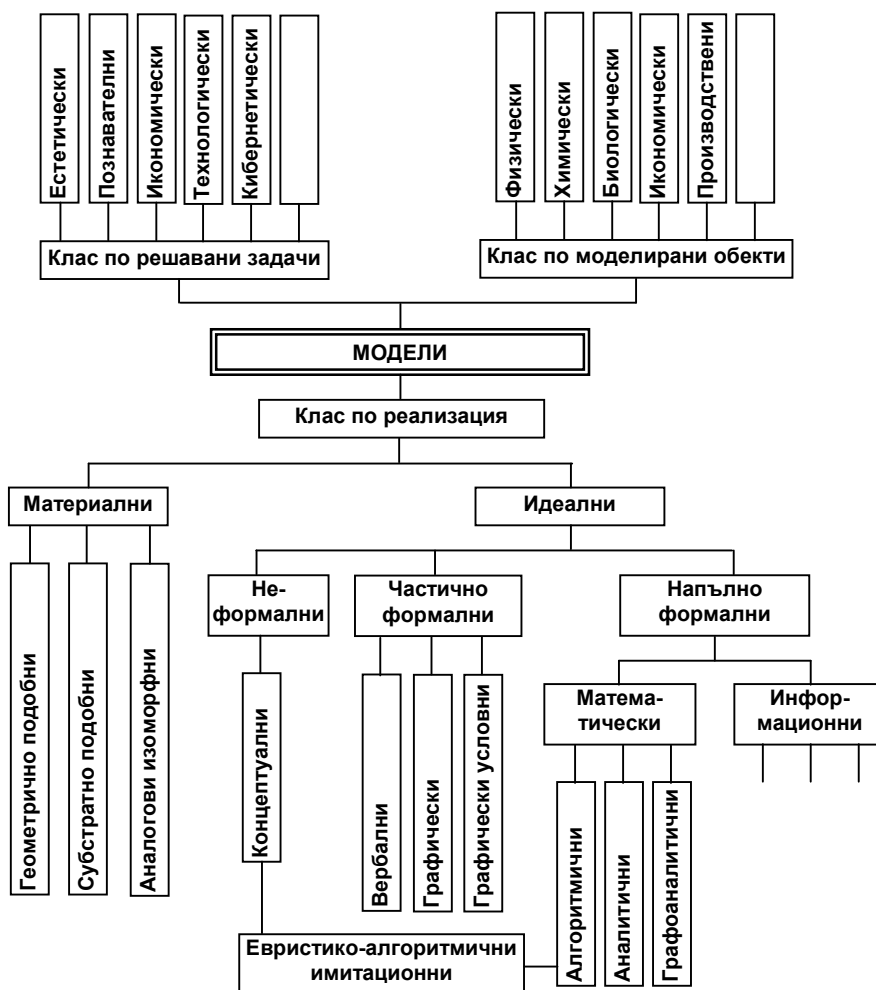 Естетически
Познавателни
Икономически
Технологически
Кибернетически
Физически
Химически
Биологически
Икономически
Производствени
Клас по решавани задачи
Клас по моделирани обекти
МОДЕЛИ
Клас по реализация
Материални
Идеални
Не-
формални
Частично
формални
Напълно
формални
Геометрично подобни
Субстратно подобни
Аналогови изоморфни
Концептуални
Вербални
Графически
Графически условни
Матема-
тически
Инфор-
мационни
Алгоритмични
Аналитични
Графоаналитични
Евристико-алгоритмични
имитационни